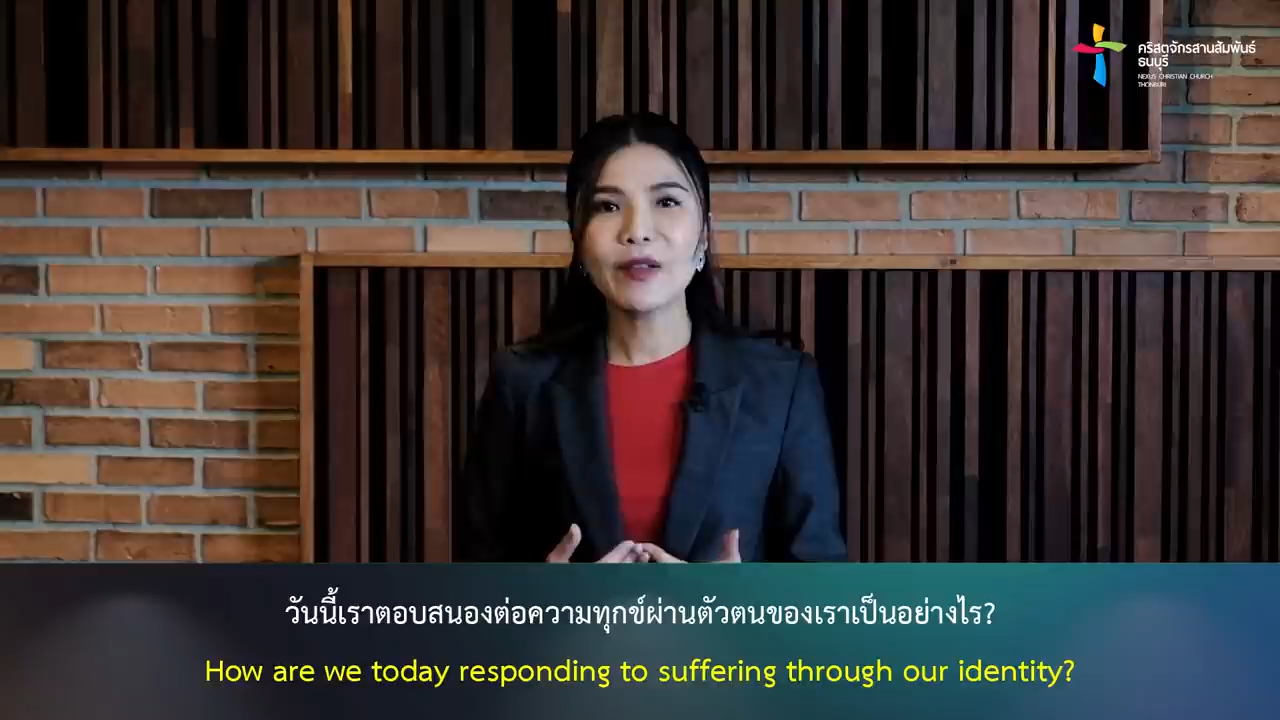 คริสตจักรสานสัมพันธ์
ธนบุรี
NEXUS CHRISTIAN CHURCH
THONBURI
วันนี้เราตอบสนองต่อความทุกข์ผ่านตัวตนของเราเป็นอย่างไร?
How are we today responding to suffering through our identity?